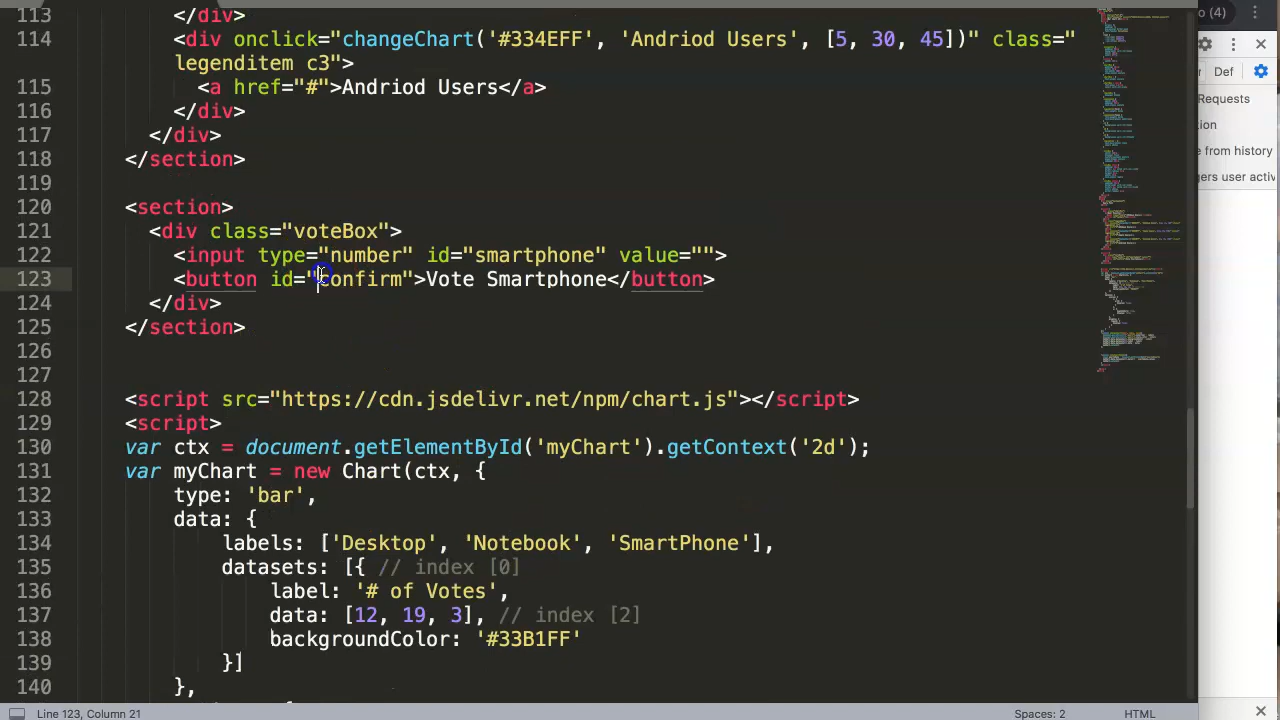 113 </div>
114 <div onclick="changeChart('#334EFF', 'Andriod Users', [5, 30, 45])" class="
legenditem c3">
115 <a href="#">Andriod Users</a>
116 </div>
117 </div>
118 </section>
119
120 <section>
121 <div class="voteBox">
122 <input type="number" id="smartphone" value="">
123 <button id="confirm">Vote Smartphone</button>
124 </div>
125 </section>
126
127
128 <script src="https://cdn.jsdelivr.net/npm/chart.js"></script>
129 <script>
130 var ctx = document.getElementById('myChart').getContext('2d');
131 var myChart = new Chart(ctx, {
132 type: 'bar',
133 data: {
134 labels: ['Desktop', 'Notebook', 'SmartPhone'],
135 datasets: [{ // index [0]
136 label: '# of Votes',
137 data: [12, 19, 3], // index [2]
138 backgroundColor: '#33B1FF'
139 }]
140 },
Line 123, Column 21
Spaces: 2
HTML
(4)
Def
Requests
e from history